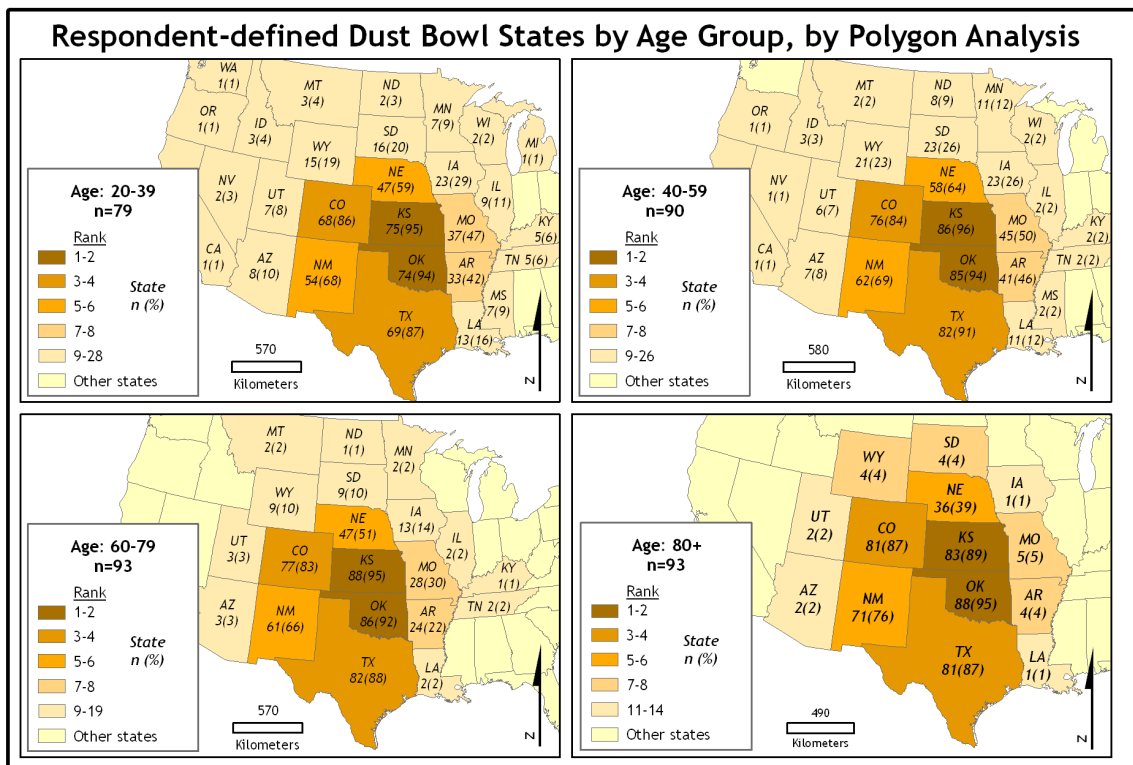 Respondent-defined Dust Bowl States by Age Group, by Polygon Analysis
WA
1(1)
MT
3(4)
ND
2(3)
MN
7(9)
OR
1(1)
ID
3(4)
WY
15(19)
SD
16(20)
WI
2(2)
MI
1(1)
NV
2(3)
UT
7(8)
CO
68(86)
NE
47(59)
IA
23(29)
IL
9(11)
KS
75(95)
MO
37(47)
KY
5(6)
CA
1(1)
AZ
8(10)
NM
54(68)
OK
74(94)
AR
33(42)
TN 5(6)
MS
7(9)
TX
69(87)
LA
13(16)
Age: 20-39
n=79
Rank
1-2
3-4
5-6
7-8
9-28
Other states
State
n (%)
570
Kilometers
N
MT
2(2)
ND
8(9)
MN
11(12)
OR
1(1)
ID
3(3)
WY
21(23)
SD
23(26)
WI
2(2)
NV
1(1)
UT
6(7)
CO
76(84)
NE
58(64)
IA
23(26)
IL
2(2)
KS
86(96)
MO
45(50)
KY
2(2)
CA
1(1)
AZ
7(8)
NM
62(69)
OK
85(94)
AR
41(46)
TN 2(2)
MS
2(2)
TX
82(91)
LA
11(12)
Age: 40-59
n=90
Rank
1-2
3-4
5-6
7-8
9-26
Other states
State
n (%)
580
Kilometers
N
MT
2(2)
ND
1(1)
MN
2(2)
WY
9(10)
SD
9(10)
UT
3(3)
CO
77(83)
NE
47(51)
IA
13(14)
IL
2(2)
KS
88(95)
MO
28(30)
KY
1(1)
AZ
3(3)
NM
61(66)
OK
86(92)
AR
24(22)
TN 2(2)
TX
82(88)
LA
2(2)
Age: 60-79
n=93
Rank
1-2
3-4
5-6
7-8
9-19
Other states
State
n (%)
570
Kilometers
N
WY
4(4)
SD
4(4)
UT
2(2)
CO
81(87)
NE
36(39)
IA
1(1)
KS
83(89)
MO
5(5)
AZ
2(2)
NM
71(76)
OK
88(95)
AR
4(4)
TX
81(87)
LA
1(1)
Age: 80+
n=93
Rank
1-2
3-4
5-6
7-8
11-14
Other states
State
n (%)
490
Kilometers
N